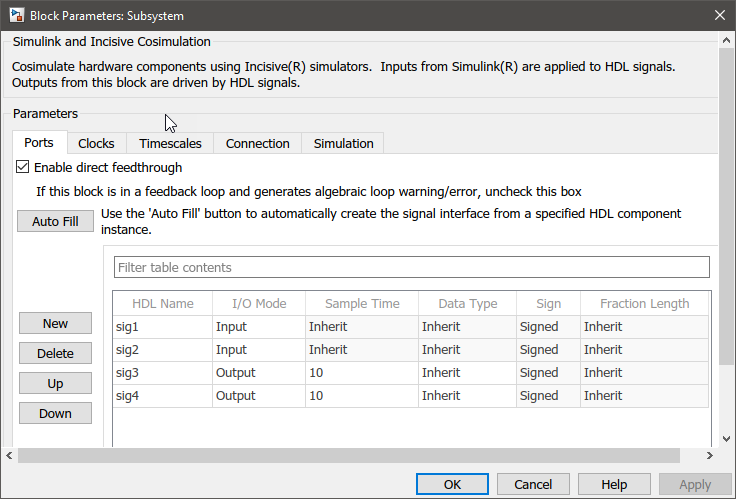 Block Parameters: Subsystem
Simulink and Incisive Cosimulation
Cosimulate hardware components using Incisive(R) simulators.  Inputs from Simulink(R) are applied to HDL signals.
Outputs from this block are driven by HDL signals.
Parameters
Ports Clocks Timescales Connection Simulation
Enable direct feedthrough
If this block is in a feedback loop and generates algebraic loop warning/error, uncheck this box
Auto Fill
Use the 'Auto Fill' button to automatically create the signal interface from a specified HDL component
instance.
Filter table contents
HDL Name I/O Mode Sample Time Data Type Sign Fraction Length
New
sig1 Input Inherit Inherit Signed Inherit
Delete
sig2 Input Inherit Inherit Signed Inherit
Up
sig3 Output 10 Inherit Signed Inherit
Down
sig4 Output 10 Inherit Signed Inherit
OK Cancel Help Apply